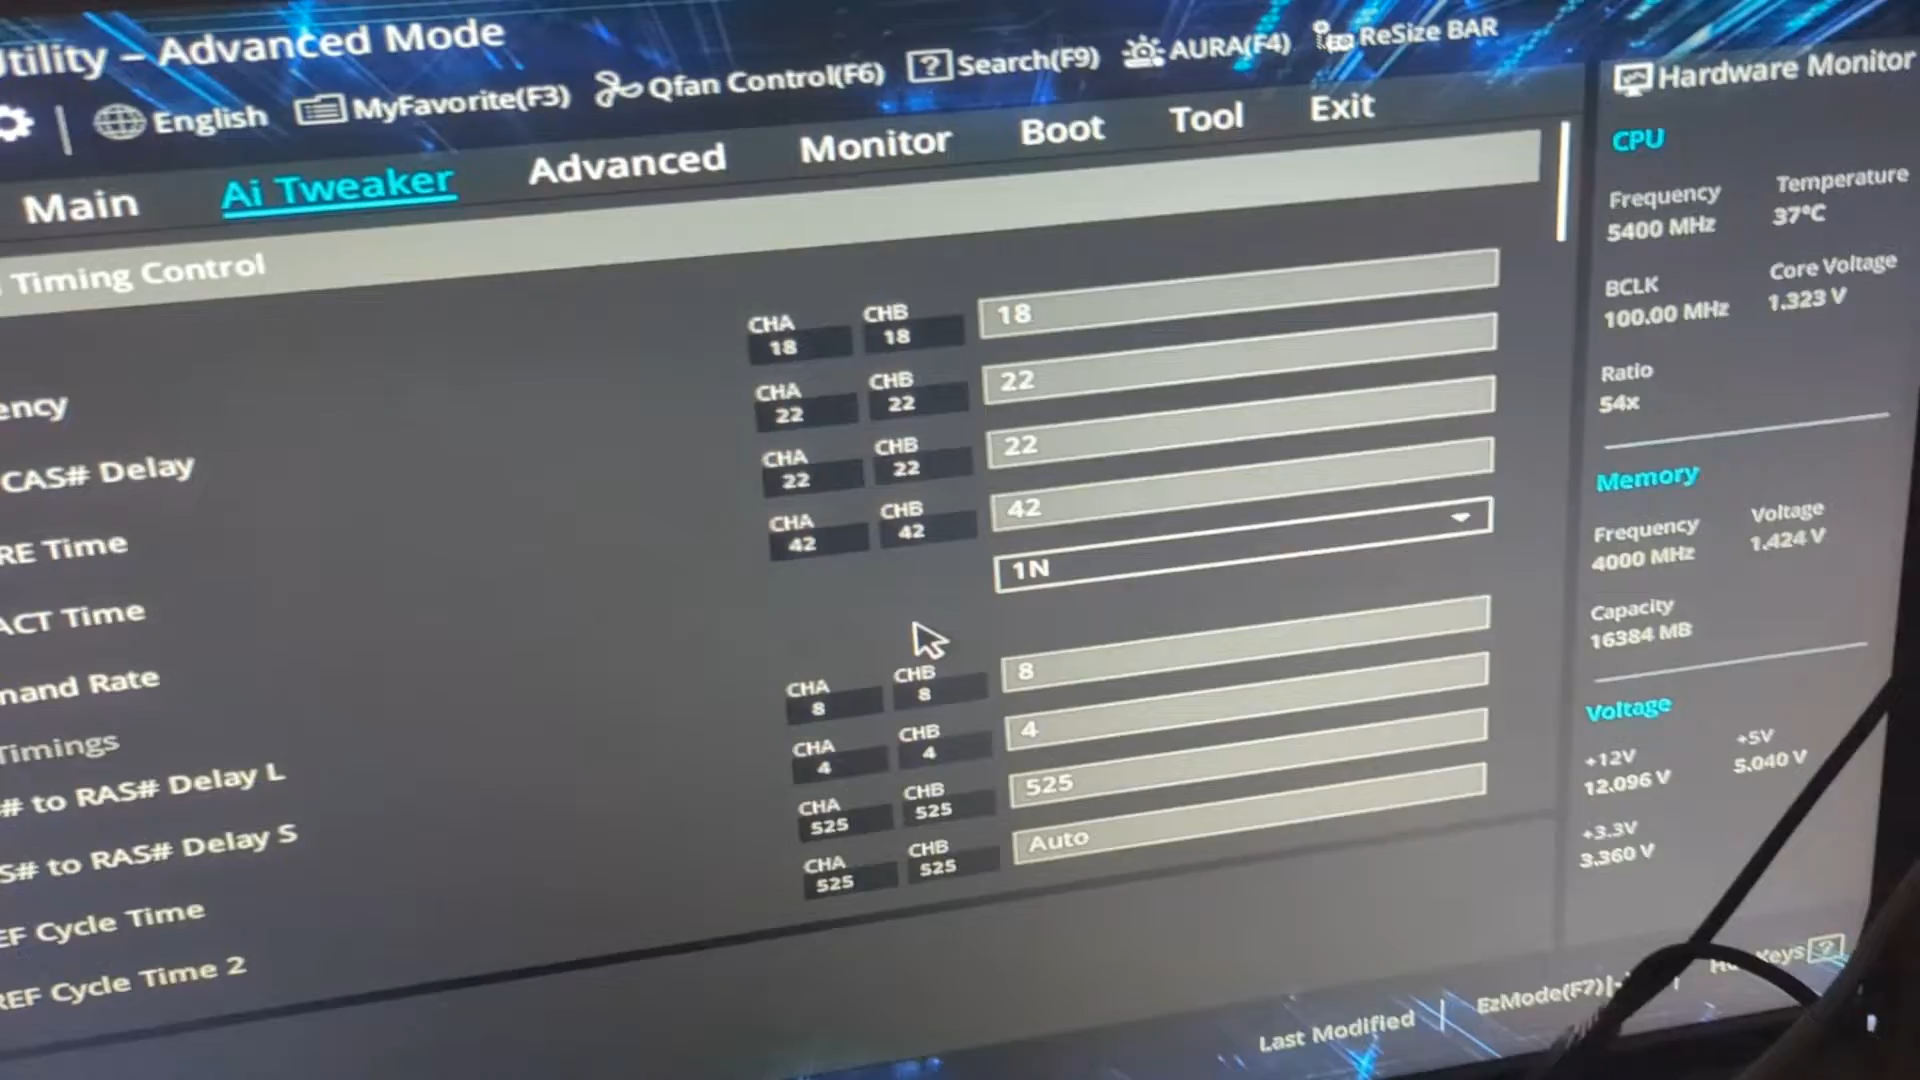 Utility – Advanced Mode
English MyFavorite(F3) Qfan Control(F6) Search(F9) AURA(F4) ReSize BAR
Main Ai Tweaker Advanced Monitor Boot Tool Exit
Timing Control
CHA CHB
18 18 18
ency
CHA CHB
22 22 22
CAS# Delay
CHA CHB
22 22 22
RE Time
CHA CHB
42 42 42
ACT Time
1N
mand Rate
Timings
CHA CHB
8 8 8
# to RAS# Delay L
CHA CHB
4 4 4
S# to RAS# Delay S
CHA CHB
525 525 525
EF Cycle Time
CHA CHB
525 525 Auto
REF Cycle Time 2
Hardware Monitor
CPU
Frequency Temperature
5400 MHz 37°C
BCLK Core Voltage
100.00 MHz 1.323 V
Ratio
54x
Memory
Frequency Voltage
4000 MHz 1.424 V
Capacity
16384 MB
Voltage
+12V +5V
12.096 V 5.040 V
+3.3V
3.360 V
Last Modified EzMode(F7) Keys ?